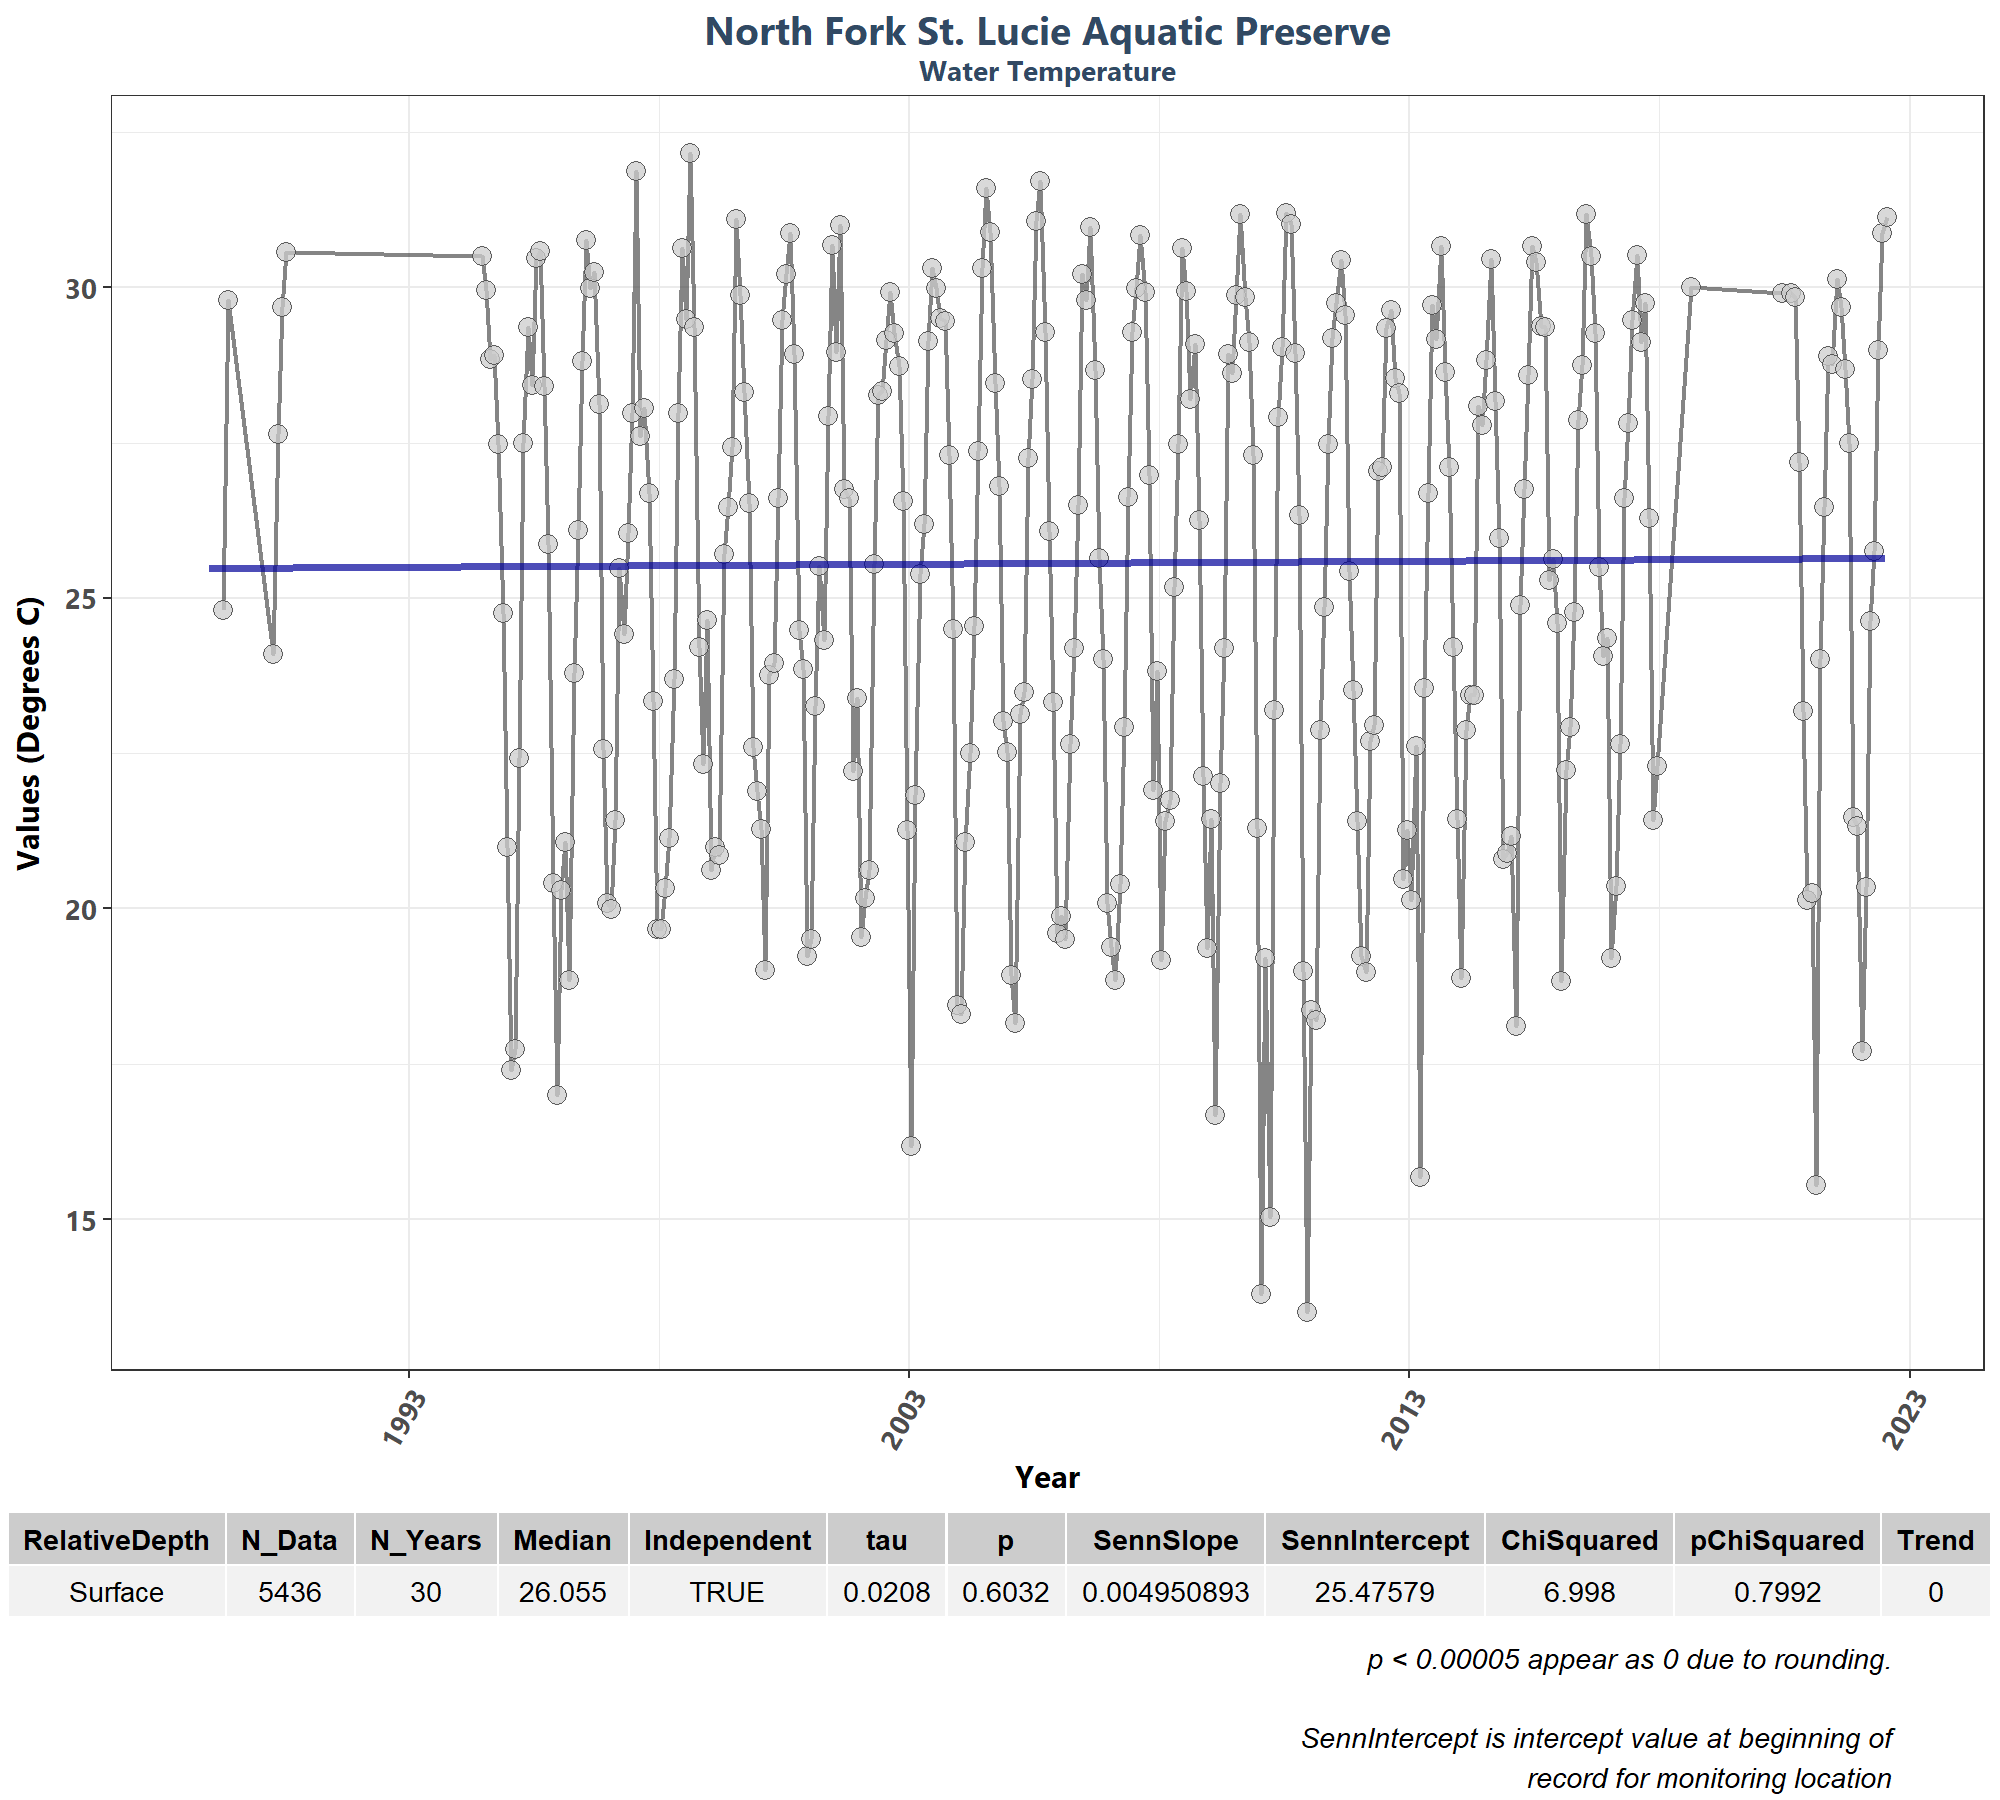 North Fork St. Lucie Aquatic Preserve
Water Temperature
Values (Degrees C)
30
25
20
15
1993
2003
2013
2023
Year
RelativeDepth N_Data N_Years Median Independent tau p SennSlope SennIntercept ChiSquared pChiSquared Trend
Surface 5436 30 26.055 TRUE 0.0208 0.6032 0.004950893 25.47579 6.998 0.7992 0
p < 0.00005 appear as 0 due to rounding.
SennIntercept is intercept value at beginning of
record for monitoring location